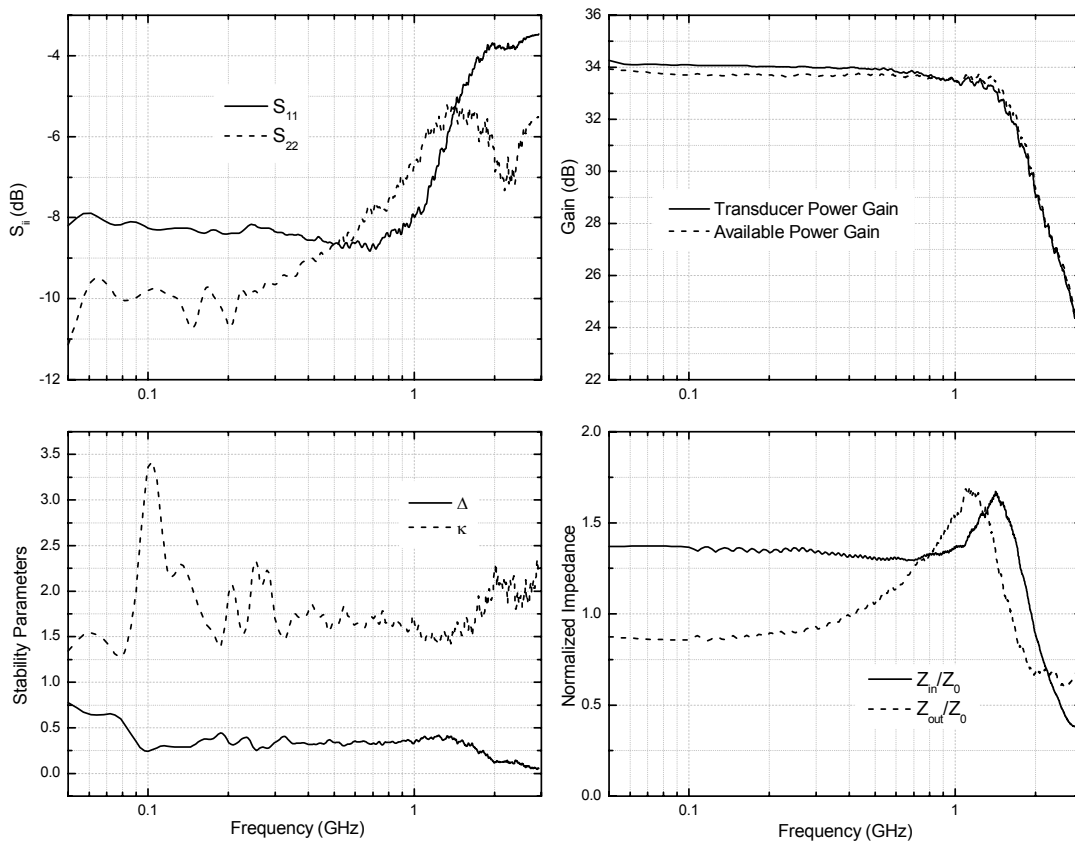 -4
-6
-8
-10
-12
S₁₁
S₂₂
Sᵢᵢ (dB)
0.1
1
36
34
32
30
28
26
24
22
Transducer Power Gain
Available Power Gain
Gain (dB)
0.1
1
3.5
3.0
2.5
2.0
1.5
1.0
0.5
0.0
Δ
κ
Stability Parameters
0.1
1
Frequency (GHz)
2.0
1.5
1.0
0.5
0.0
Z_in/Z₀
Z_out/Z₀
Normalized Impedance
0.1
1
Frequency (GHz)